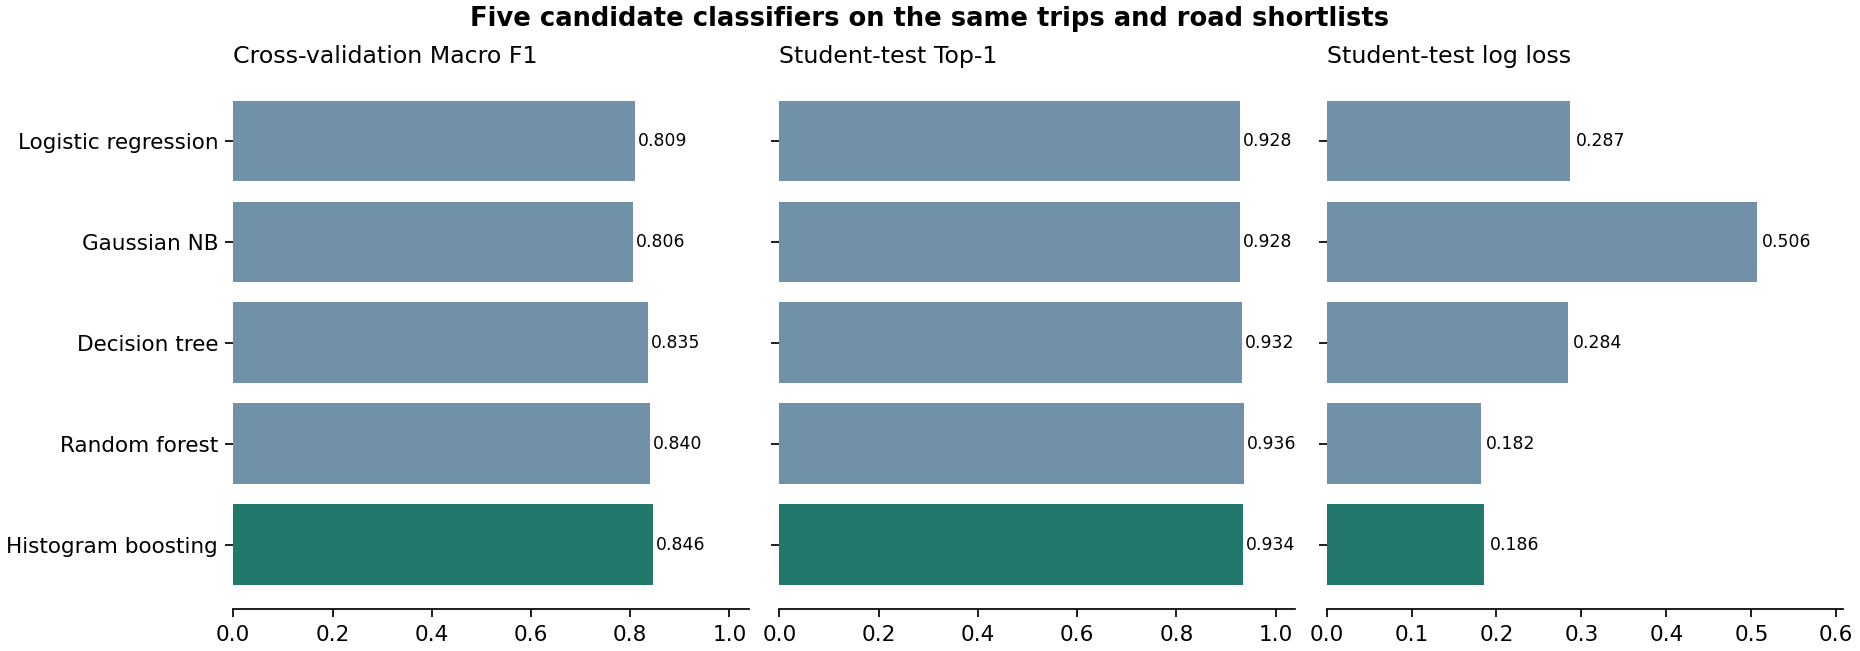 Five candidate classifiers on the same trips and road shortlists
Cross-validation Macro F1
Student-test Top-1
Student-test log loss
Logistic regression
0.809
0.928
0.287
Gaussian NB
0.806
0.928
0.506
Decision tree
0.835
0.932
0.284
Random forest
0.840
0.936
0.182
Histogram boosting
0.846
0.934
0.186
0.0 0.2 0.4 0.6 0.8 1.0
0.0 0.2 0.4 0.6 0.8 1.0
0.0 0.1 0.2 0.3 0.4 0.5 0.6